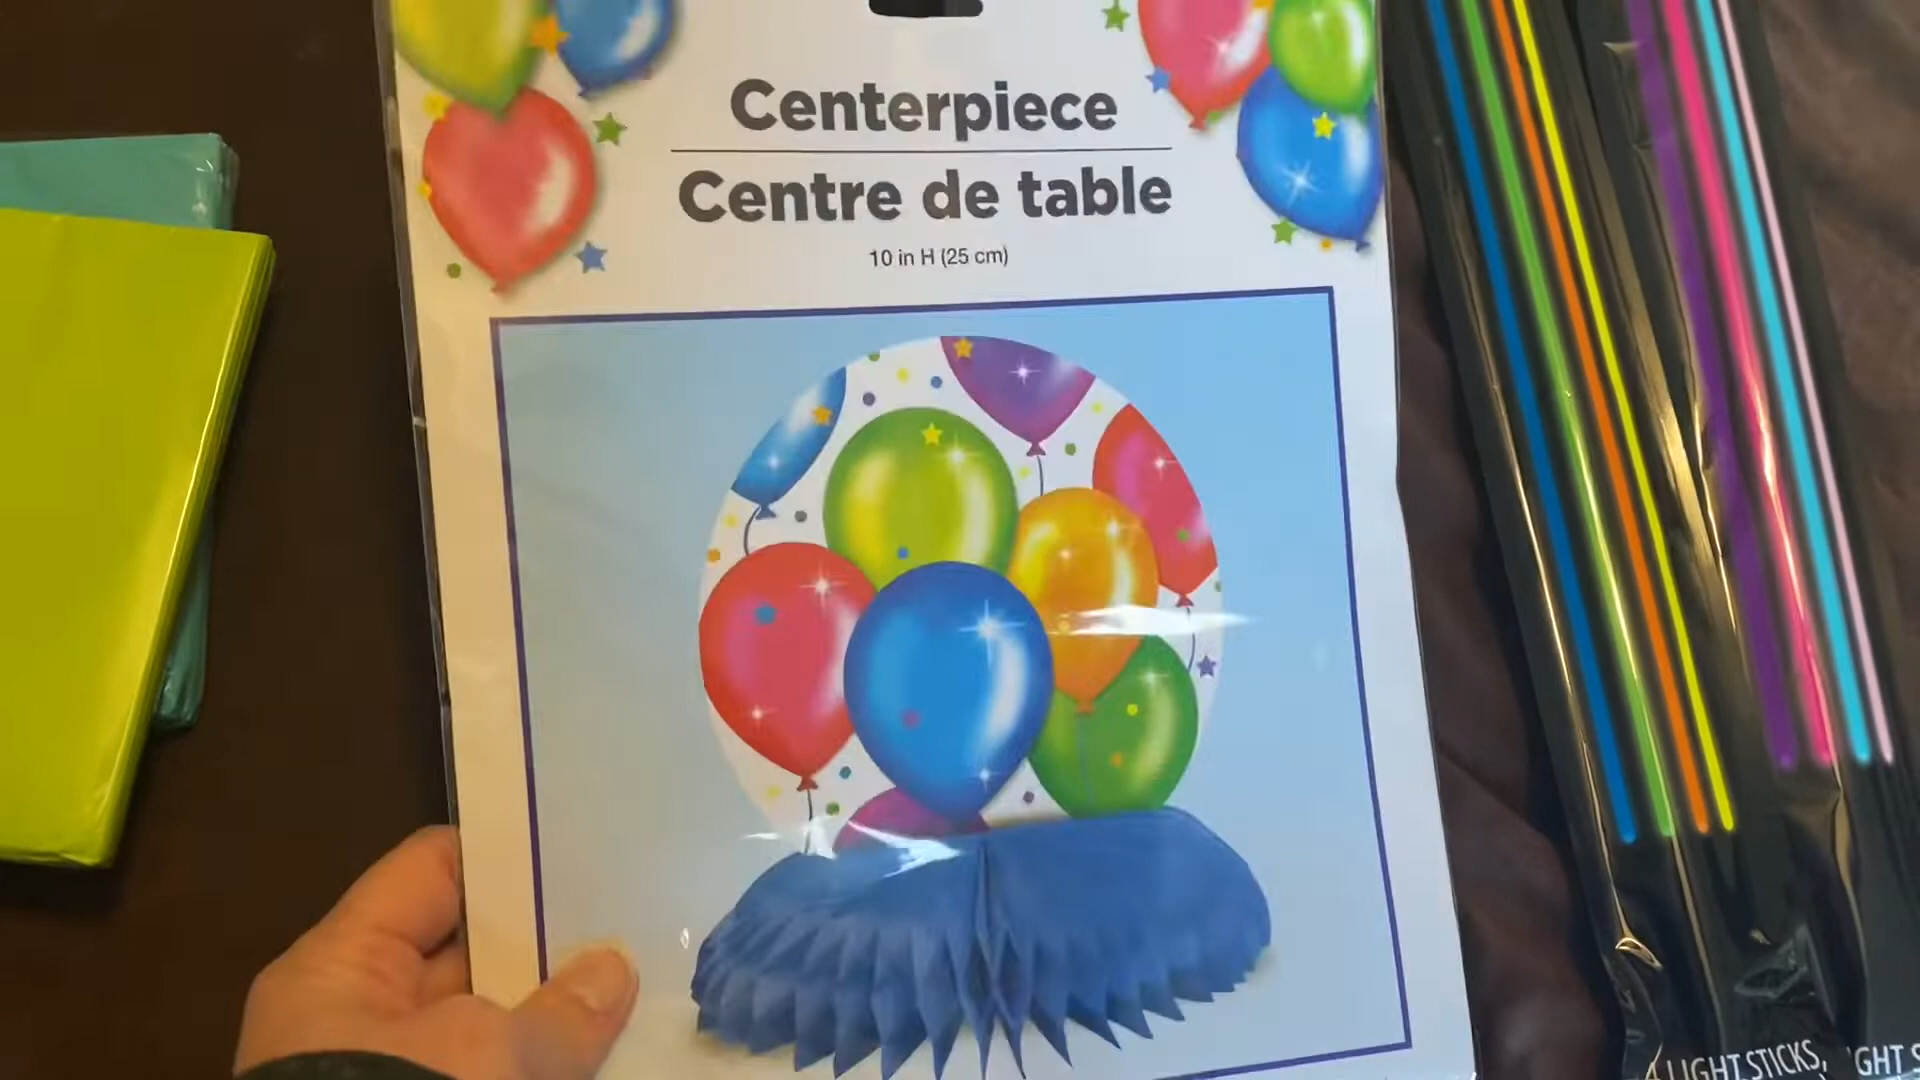 Centerpiece
Centre de table
10 in H (25 cm)
LIGHT STICKS,